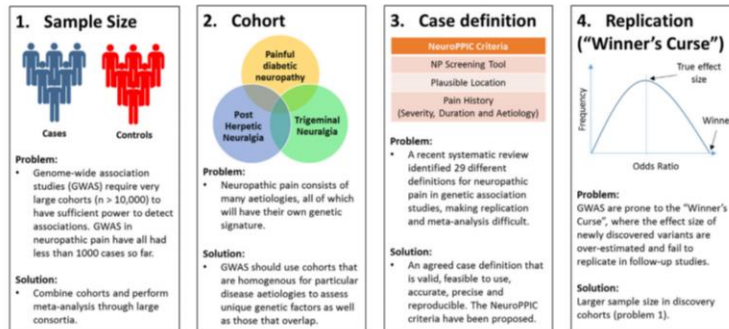 1. Sample Size
Cases
Controls
Problem:
• Genome-wide association
studies (GWAS) require very
large cohorts (n > 10,000) to
have sufficient power to detect
associations. GWAS in
neuropathic pain have all had
less than 1000 cases so far.
Solution:
• Combine cohorts and perform
meta-analysis through large
consortia.
2. Cohort
Painful
diabetic
neuropathy
Post
Herpetic
Neuralgia
Trigeminal
Neuralgia
Problem:
• Neuropathic pain consists of
many aetiologies, all of which
will have their own genetic
signature.
Solution:
• GWAS should use cohorts that
are homogenous for particular
disease aetiologies to assess
unique genetic factors as well
as those that overlap.
3. Case definition
NeuroPPIC Criteria
NP Screening Tool
Plausible Location
Pain History
(Severity, Duration and Aetiology)
Problem:
• A recent systematic review
identified 29 different
definitions for neuropathic
pain in genetic association
studies, making replication
and meta-analysis difficult.
Solution:
• An agreed case definition that
is valid, feasible to use,
accurate, precise and
reproducible. The NeuroPPIC
criteria have been proposed.
4. Replication
("Winner's Curse")
True effect
size
Frequency
Winne
Odds Ratio
Problem:
GWAS are prone to the "Winner's
Curse", where the effect size of
newly discovered variants are
over-estimated and fail to
replicate in follow-up studies.
Solution:
Larger sample size in discovery
cohorts (problem 1).